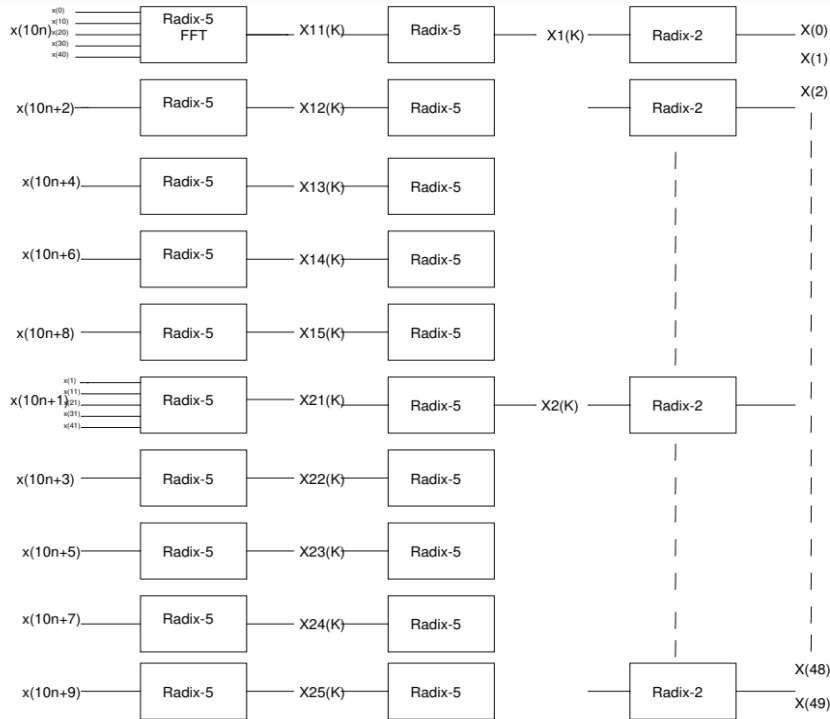 x(0)
x(10)
x(10n) x(20)
x(30)
x(40)
Radix-5
FFT
X11(K)
Radix-5
X1(K)
Radix-2
X(0)
X(1)
x(10n+2)
Radix-5
X12(K)
Radix-5
Radix-2
X(2)
x(10n+4)
Radix-5
X13(K)
Radix-5
x(10n+6)
Radix-5
X14(K)
Radix-5
x(10n+8)
Radix-5
X15(K)
Radix-5
x(1)
x(11)
x(10n+1) x(21)
x(31)
x(41)
Radix-5
X21(K)
Radix-5
X2(K)
Radix-2
x(10n+3)
Radix-5
X22(K)
Radix-5
x(10n+5)
Radix-5
X23(K)
Radix-5
x(10n+7)
Radix-5
X24(K)
Radix-5
x(10n+9)
Radix-5
X25(K)
Radix-5
Radix-2
X(48)
X(49)